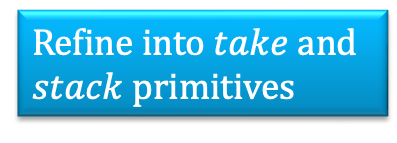 Refine into take and
stack primitives